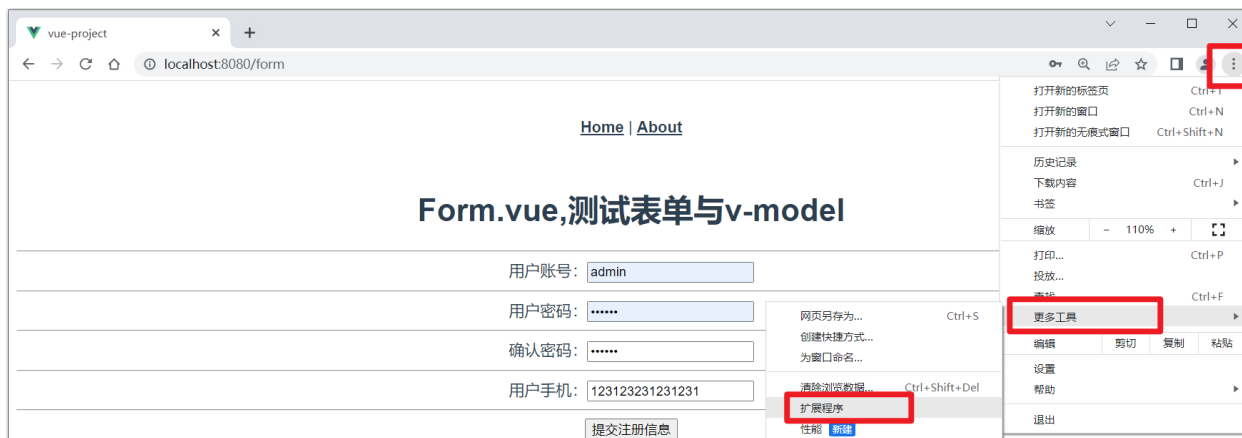 vue-project
localhost:8080/form
Home | About
Form.vue,测试表单与v-model
用户账号: admin
用户密码: ••••••
确认密码: ••••••
用户手机: 123123231231231
提交注册信息
打开新的标签页 Ctrl+T
打开新的窗口 Ctrl+N
打开新的无痕式窗口 Ctrl+Shift+N
历史记录
下载内容 Ctrl+J
书签
缩放 - 110% +
打印... Ctrl+P
投放...
查找... Ctrl+F
更多工具
编辑 剪切 复制 粘贴
设置
帮助
退出
网页另存为... Ctrl+S
创建快捷方式...
为窗口命名...
清除浏览数据... Ctrl+Shift+Del
扩展程序
性能 新建